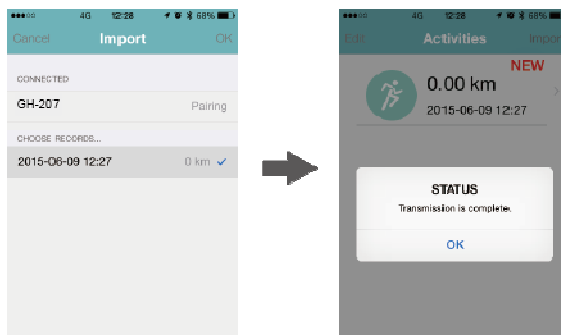 4G 12:28 68%
Cancel Import OK
CONNECTED
GH-207 Pairing
CHOOSE RECORDS...
2015-06-09 12:27 0 km
4G 12:28 68%
Edit Activities Impor
NEW
0.00 km
2015-06-09 12:27
STATUS
Transmission is complete.
OK